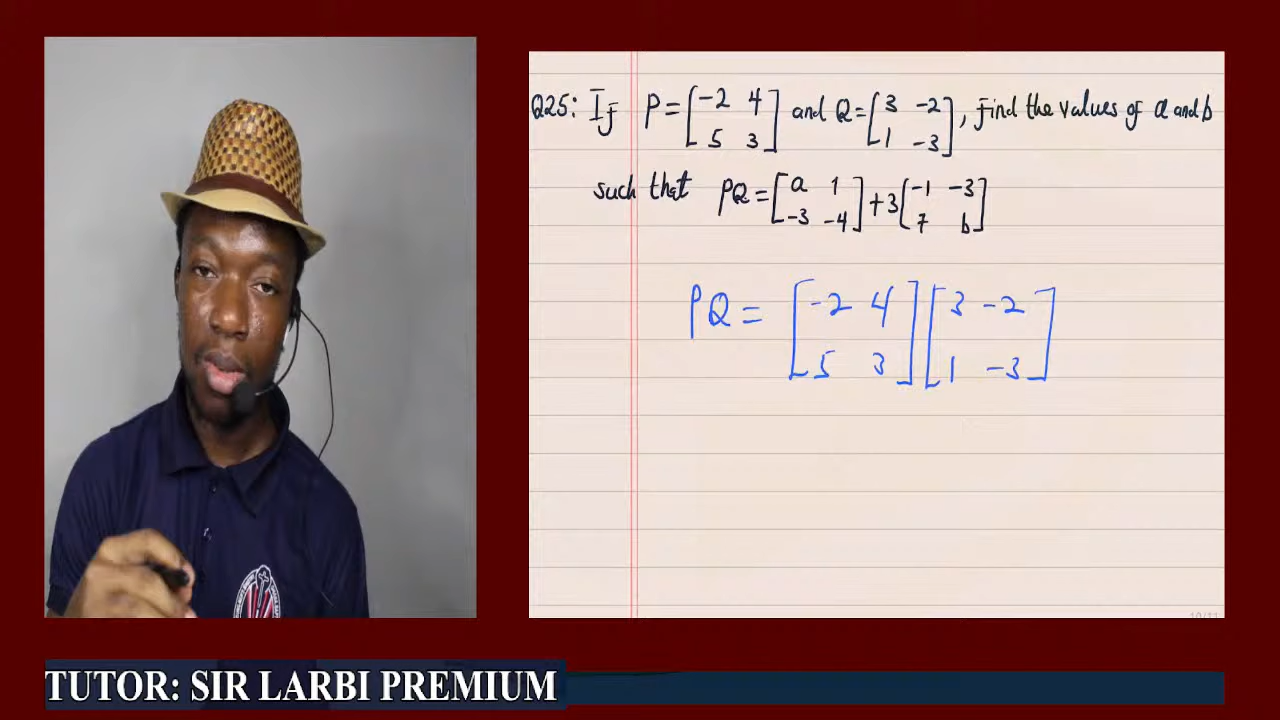 Q25: If P = [-2 4 5 3] and Q = [3 -2 1 -3], find the values of a and b
such that PQ = [a 1 -3 -4] + 3[-1 -3 7 b]
PQ = [-2 4 5 3][3 -2 1 -3]
10/11
TUTOR: SIR LARBI PREMIUM